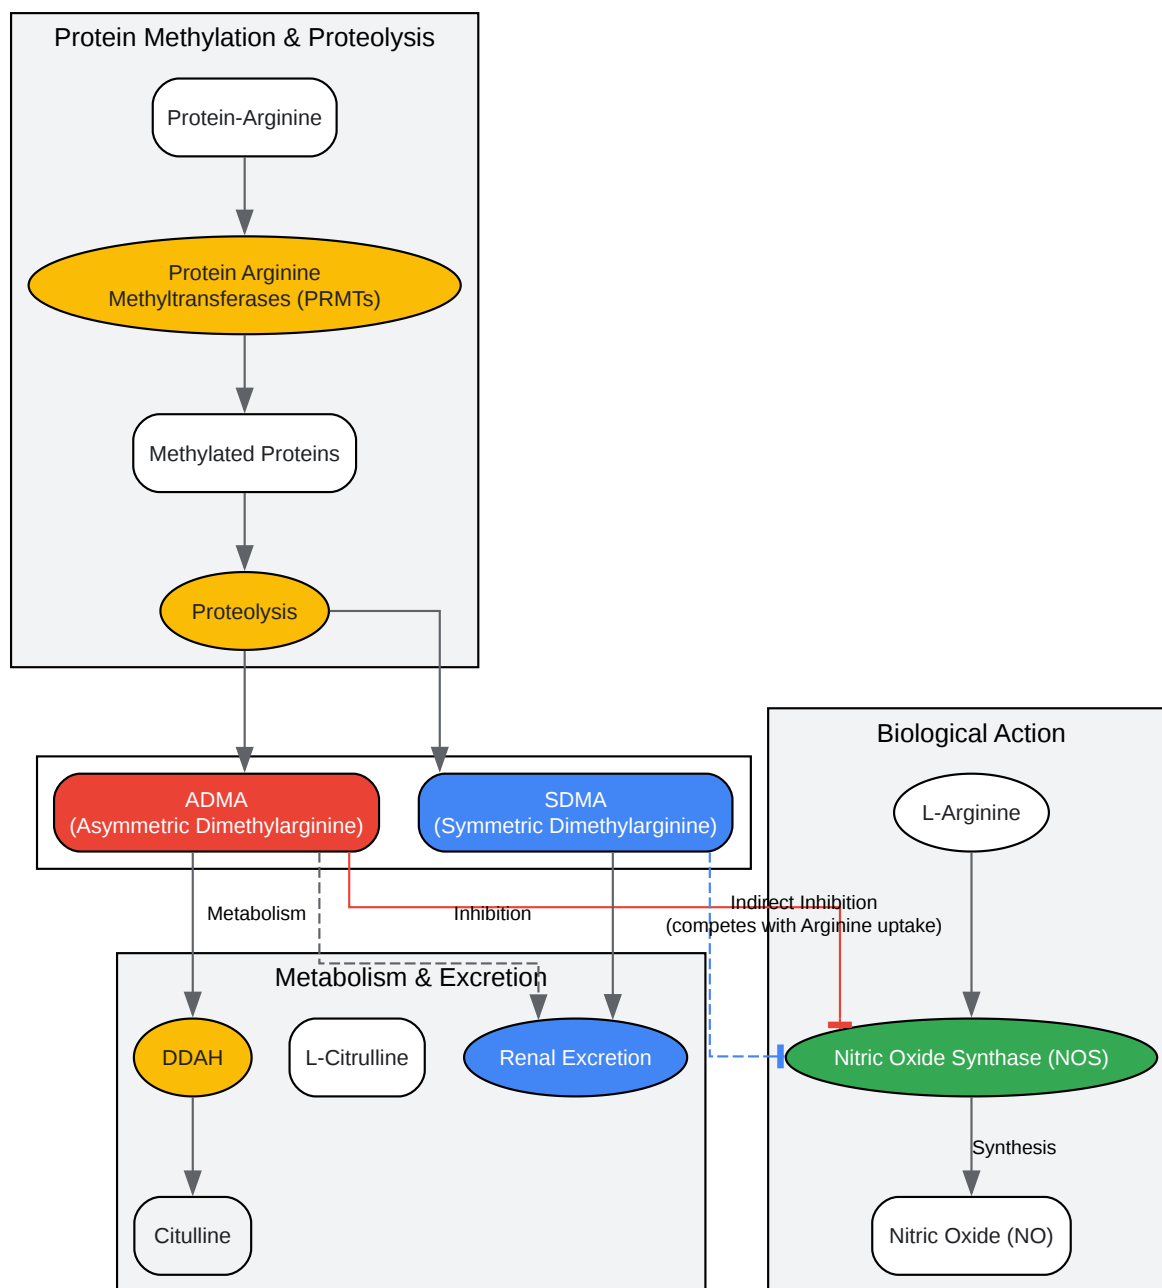 Protein Methylation & Proteolysis
Protein-Arginine
Protein Arginine
Methyltransferases (PRMTs)
Methylated Proteins
Proteolysis
Biological Action
ADMA
(Asymmetric Dimethylarginine)
SDMA
(Symmetric Dimethylarginine)
L-Arginine
Metabolism
Inhibition
Indirect Inhibition
(competes with Arginine uptake)
Metabolism & Excretion
DDAH
L-Citrulline
Renal Excretion
Nitric Oxide Synthase (NOS)
Synthesis
Citulline
Nitric Oxide (NO)